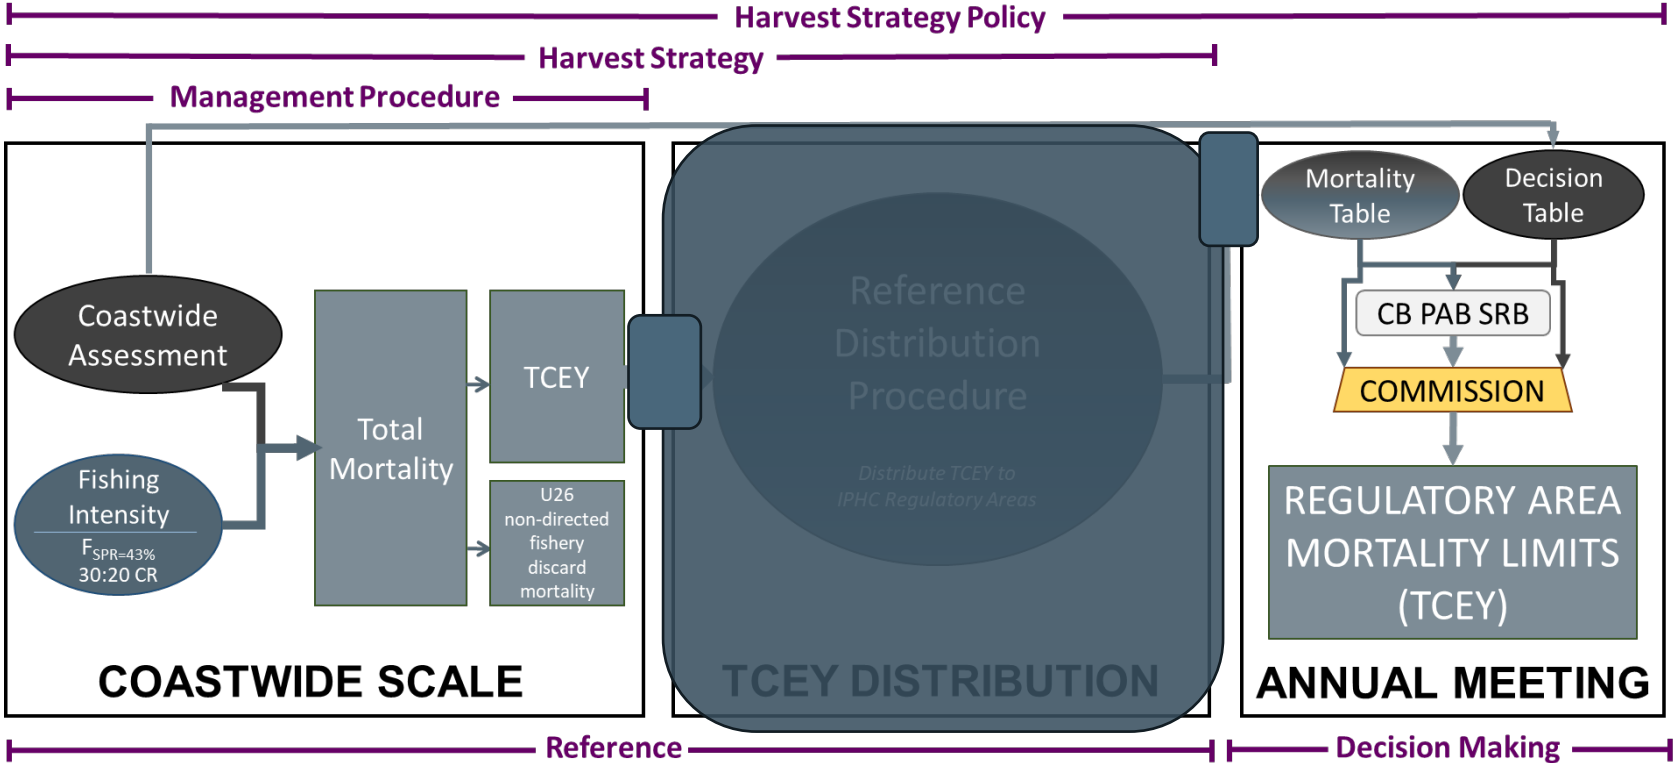 Harvest Strategy Policy
Harvest Strategy
Management Procedure
Coastwide
Assessment
Fishing
Intensity
F SPR=43%
30:20 CR
Total
Mortality
TCEY
U26
non-directed
fishery
discard
mortality
COASTWIDE SCALE
Reference
Distribution
Procedure
Distribute TCEY to
IPHC Regulatory Areas
TCEY DISTRIBUTION
Mortality
Table
Decision
Table
CB PAB SRB
COMMISSION
REGULATORY AREA
MORTALITY LIMITS
(TCEY)
ANNUAL MEETING
Reference
Decision Making